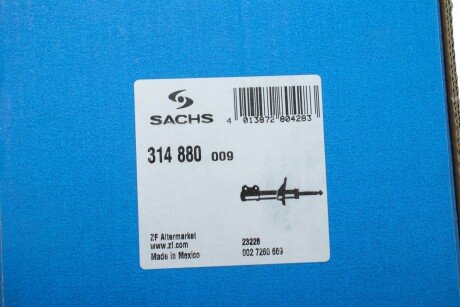 SACHS
4 013872 804283
314 880 009
ZF Aftermarket
www.zf.com
Made in Mexico
23226
002 7260 669